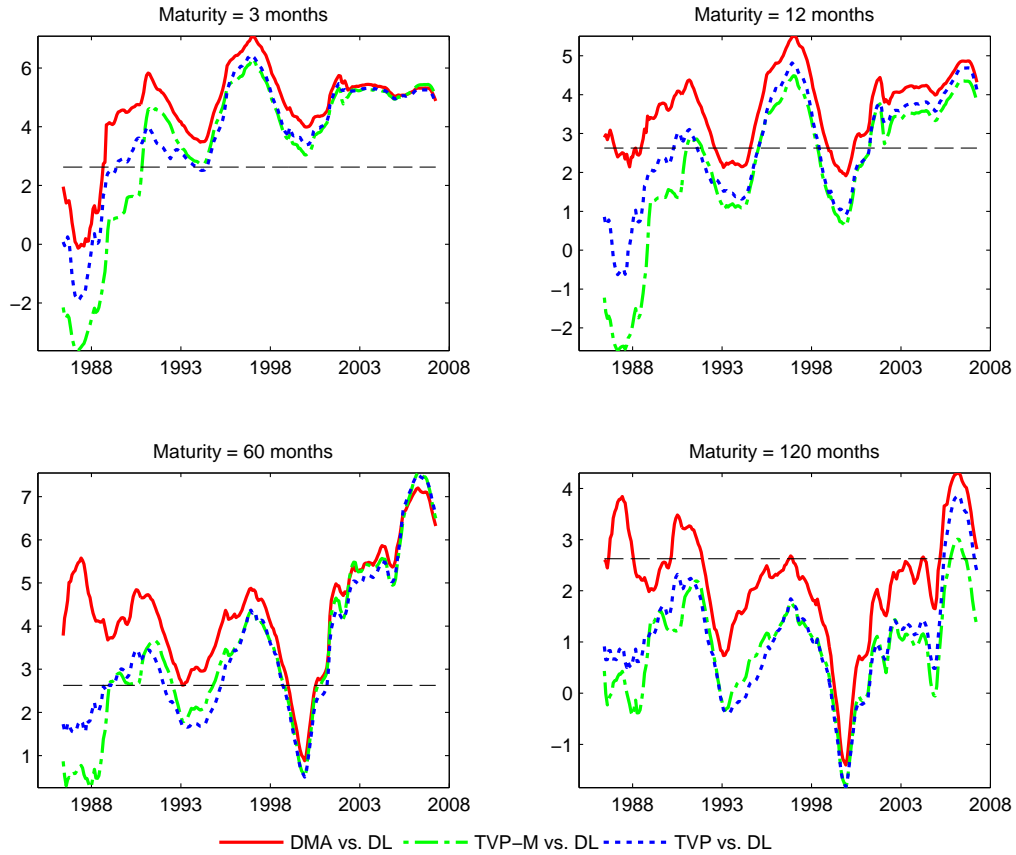 Maturity = 3 months
6
4
2
0
−2
1988 1993 1998 2003 2008
Maturity = 12 months
5
4
3
2
1
0
−1
−2
1988 1993 1998 2003 2008
Maturity = 60 months
7
6
5
4
3
2
1
1988 1993 1998 2003 2008
Maturity = 120 months
4
3
2
1
0
−1
1988 1993 1998 2003 2008
DMA vs. DL TVP−M vs. DL TVP vs. DL